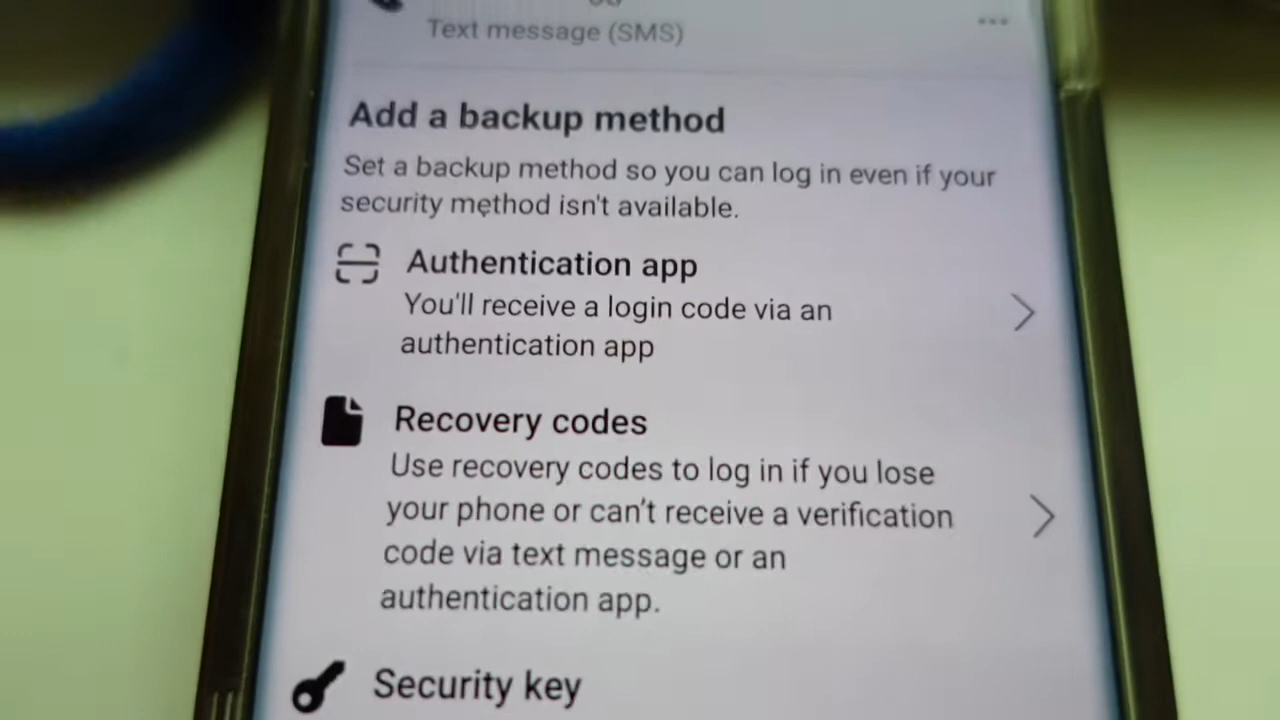 Text message (SMS)
Add a backup method
Set a backup method so you can log in even if your
security method isn't available.
Authentication app
You'll receive a login code via an
authentication app
Recovery codes
Use recovery codes to log in if you lose
your phone or can't receive a verification
code via text message or an
authentication app.
Security key